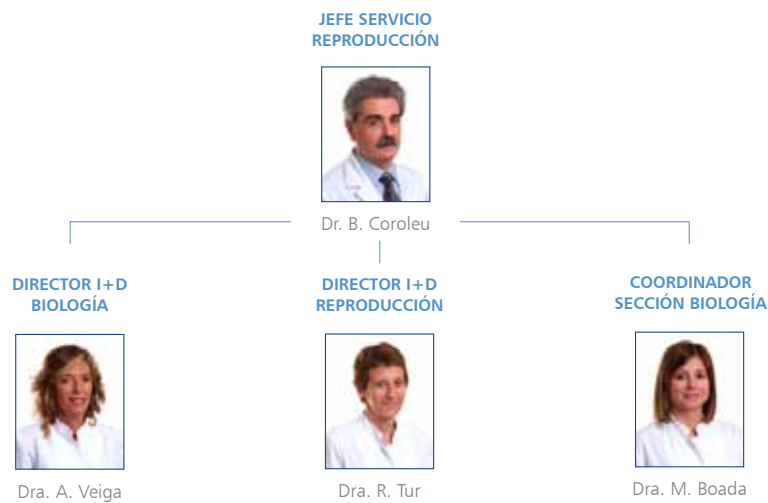 JEFE SERVICIO
REPRODUCCIÓN
Dr. B. Coroleu
DIRECTOR I+D
BIOLOGÍA
Dra. A. Veiga
DIRECTOR I+D
REPRODUCCIÓN
Dra. R. Tur
COORDINADOR
SECCIÓN BIOLOGÍA
Dra. M. Boada